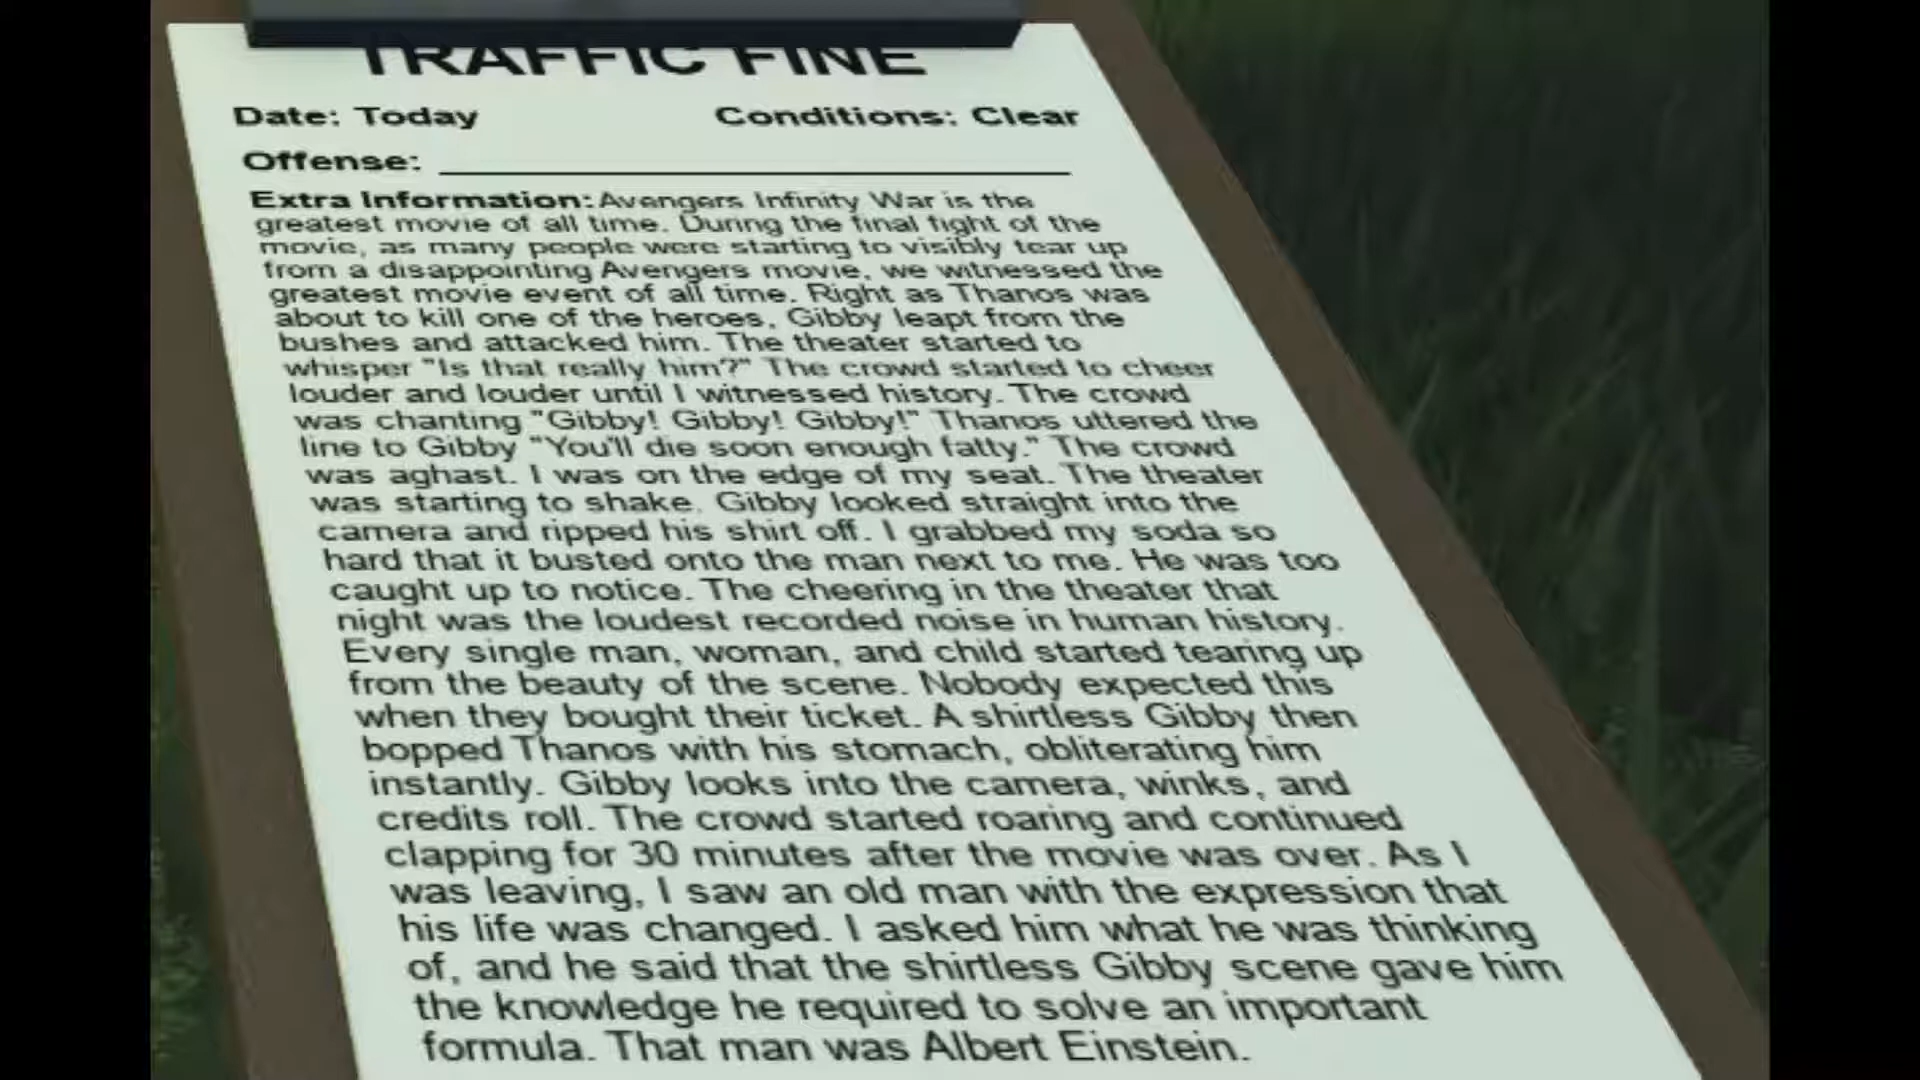 TRAFFIC FINE
Date: Today Conditions: Clear
Offense:
Extra Information: Avengers Infinity War is the
greatest movie of all time. During the final fight of the
movie, as many people were starting to visibly tear up
from a disappointing Avengers movie, we witnessed the
greatest movie event of all time. Right as Thanos was
about to kill one of the heroes, Gibby leapt from the
bushes and attacked him. The theater started to
whisper "Is that really him?" The crowd started to cheer
louder and louder until I witnessed history. The crowd
was chanting "Gibby! Gibby! Gibby!" Thanos uttered the
line to Gibby "You'll die soon enough fatty." The crowd
was aghast. I was on the edge of my seat. The theater
was starting to shake. Gibby looked straight into the
camera and ripped his shirt off. I grabbed my soda so
hard that it busted onto the man next to me. He was too
caught up to notice. The cheering in the theater that
night was the loudest recorded noise in human history.
Every single man, woman, and child started tearing up
from the beauty of the scene. Nobody expected this
when they bought their ticket. A shirtless Gibby then
bopped Thanos with his stomach, obliterating him
instantly. Gibby looks into the camera, winks, and
credits roll. The crowd started roaring and continued
clapping for 30 minutes after the movie was over. As I
was leaving, I saw an old man with the expression that
his life was changed. I asked him what he was thinking
of, and he said that the shirtless Gibby scene gave him
the knowledge he required to solve an important
formula. That man was Albert Einstein.